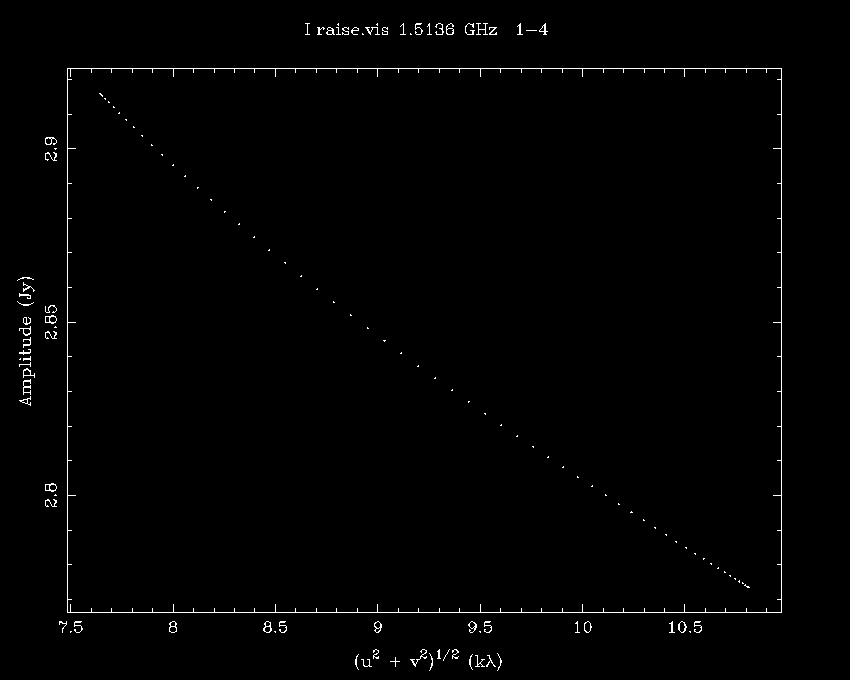 I raise.vis 1.5136 GHz 1−4
2.9
2.85
2.8
Amplitude (Jy)
7.5 8 8.5 9 9.5 10 10.5
(u² + v²)¹/² (kλ)